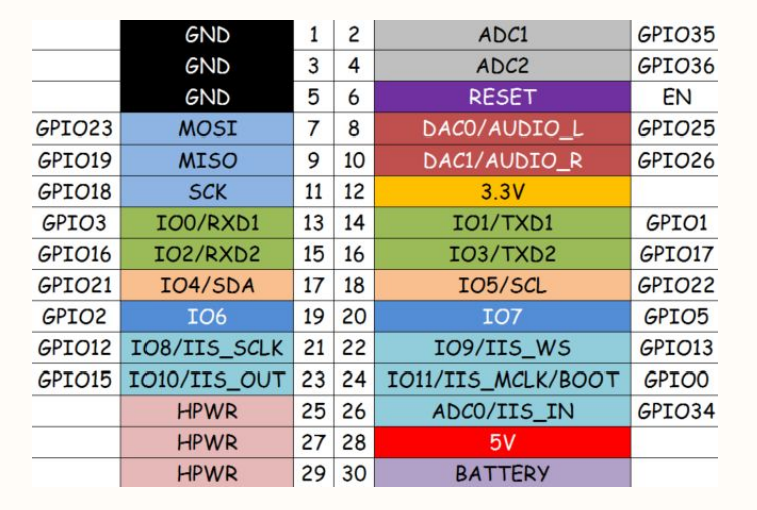 GND 1 2 ADC1 GPIO35
GND 3 4 ADC2 GPIO36
GND 5 6 RESET EN
GPIO23 MOSI 7 8 DAC0/AUDIO_L GPIO25
GPIO19 MISO 9 10 DAC1/AUDIO_R GPIO26
GPIO18 SCK 11 12 3.3V
GPIO3 IO0/RXD1 13 14 IO1/TXD1 GPIO1
GPIO16 IO2/RXD2 15 16 IO3/TXD2 GPIO17
GPIO21 IO4/SDA 17 18 IO5/SCL GPIO22
GPIO2 IO6 19 20 IO7 GPIO5
GPIO12 IO8/IIS_SCLK 21 22 IO9/IIS_WS GPIO13
GPIO15 IO10/IIS_OUT 23 24 IO11/IIS_MCLK/BOOT GPIO0
HPWR 25 26 ADC0/IIS_IN GPIO34
HPWR 27 28 5V
HPWR 29 30 BATTERY